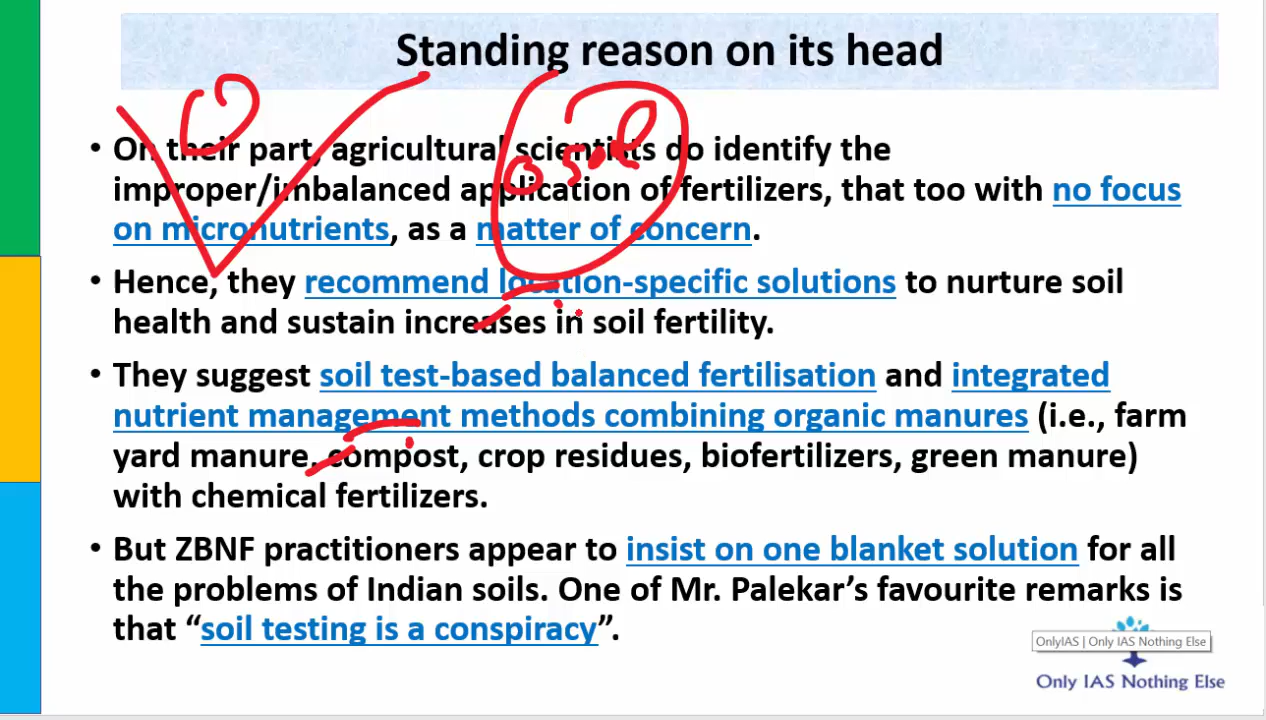 Standing reason on its head
• On their part, agricultural scientists do identify the
improper/imbalanced application of fertilizers, that too with no focus
on micronutrients, as a matter of concern.
• Hence, they recommend location-specific solutions to nurture soil
health and sustain increases in soil fertility.
• They suggest soil test-based balanced fertilisation and integrated
nutrient management methods combining organic manures (i.e., farm
yard manure, compost, crop residues, biofertilizers, green manure)
with chemical fertilizers.
• But ZBNF practitioners appear to insist on one blanket solution for all
the problems of Indian soils. One of Mr. Palekar’s favourite remarks is
that “soil testing is a conspiracy”.
OnlyIAS | Only IAS Nothing Else
Only IAS Nothing Else